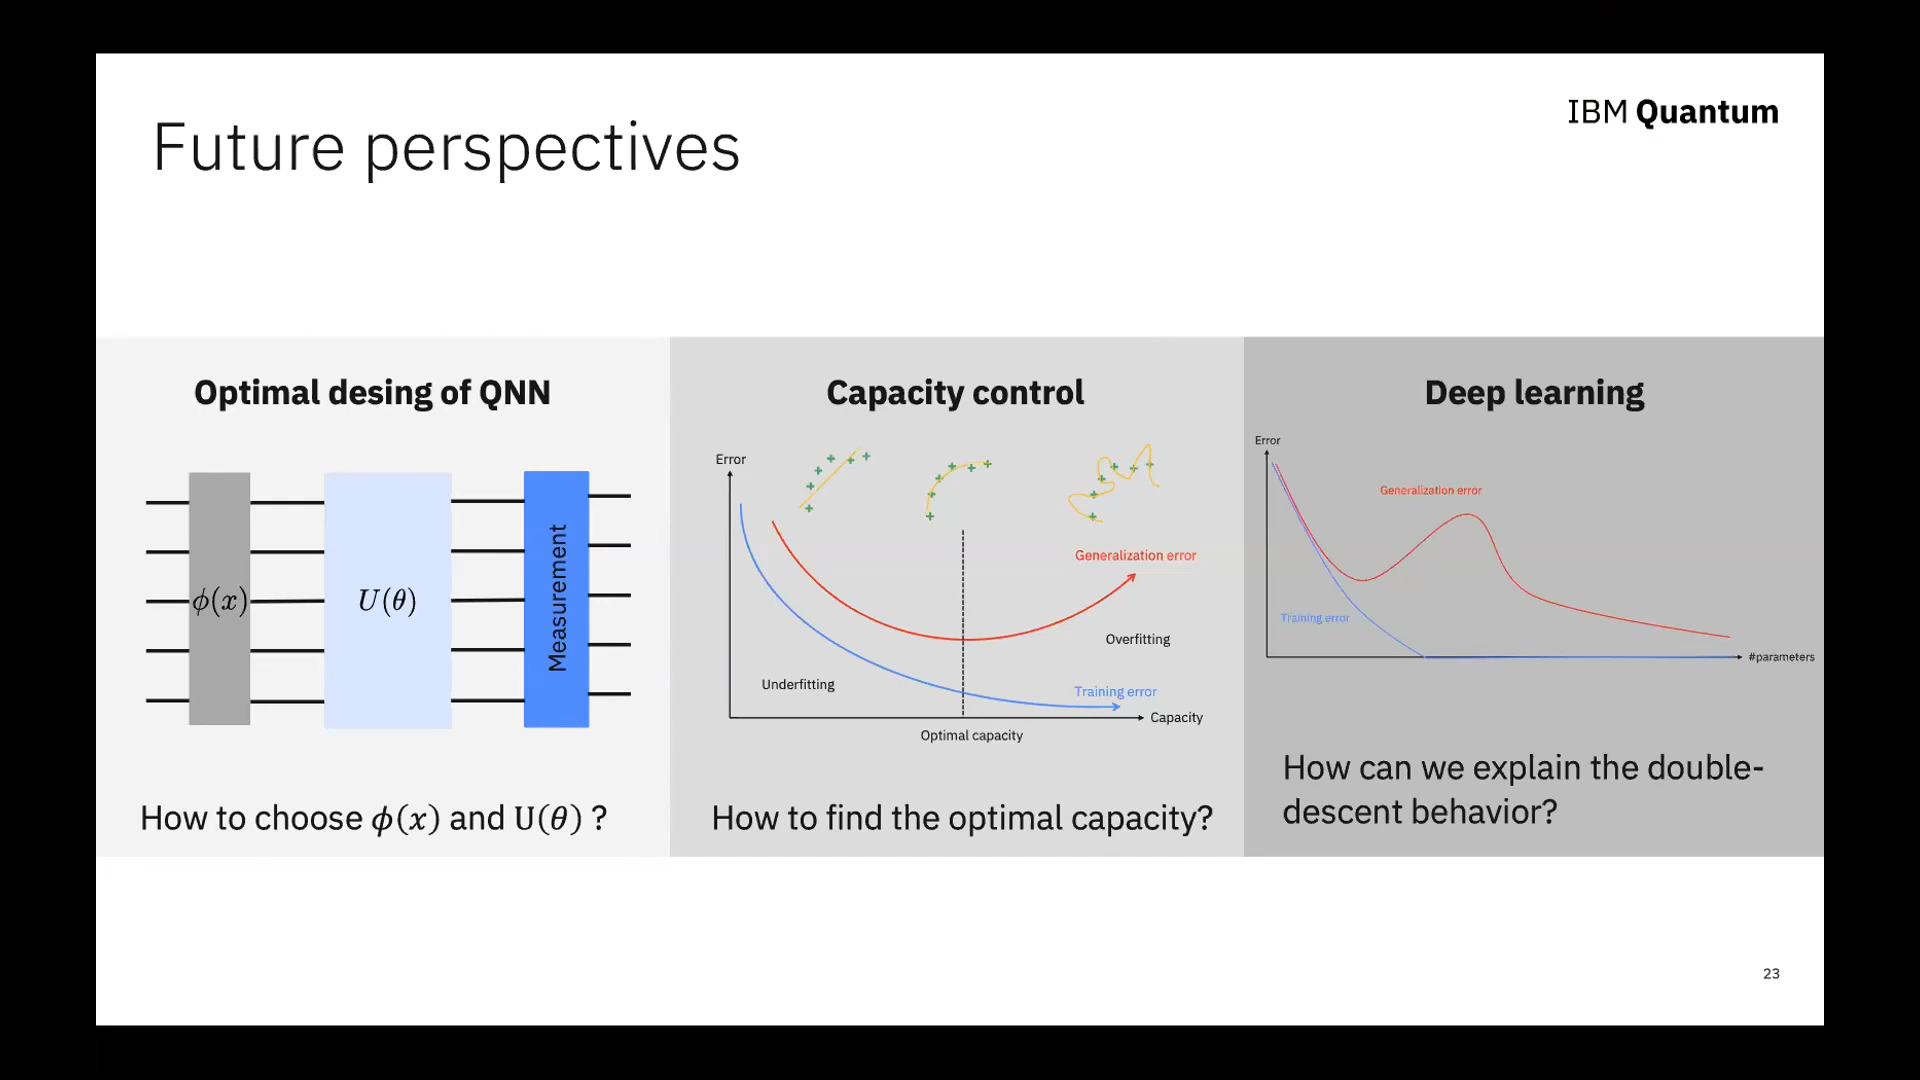 IBM Quantum
Future perspectives
Optimal desing of QNN
ϕ(x)
U(θ)
Measurement
How to choose ϕ(x) and U(θ) ?
Capacity control
Error
Generalization error
Overfitting
Underfitting
Training error
Capacity
Optimal capacity
How to find the optimal capacity?
Deep learning
Error
Generalization error
Training error
#parameters
How can we explain the double-
descent behavior?
23